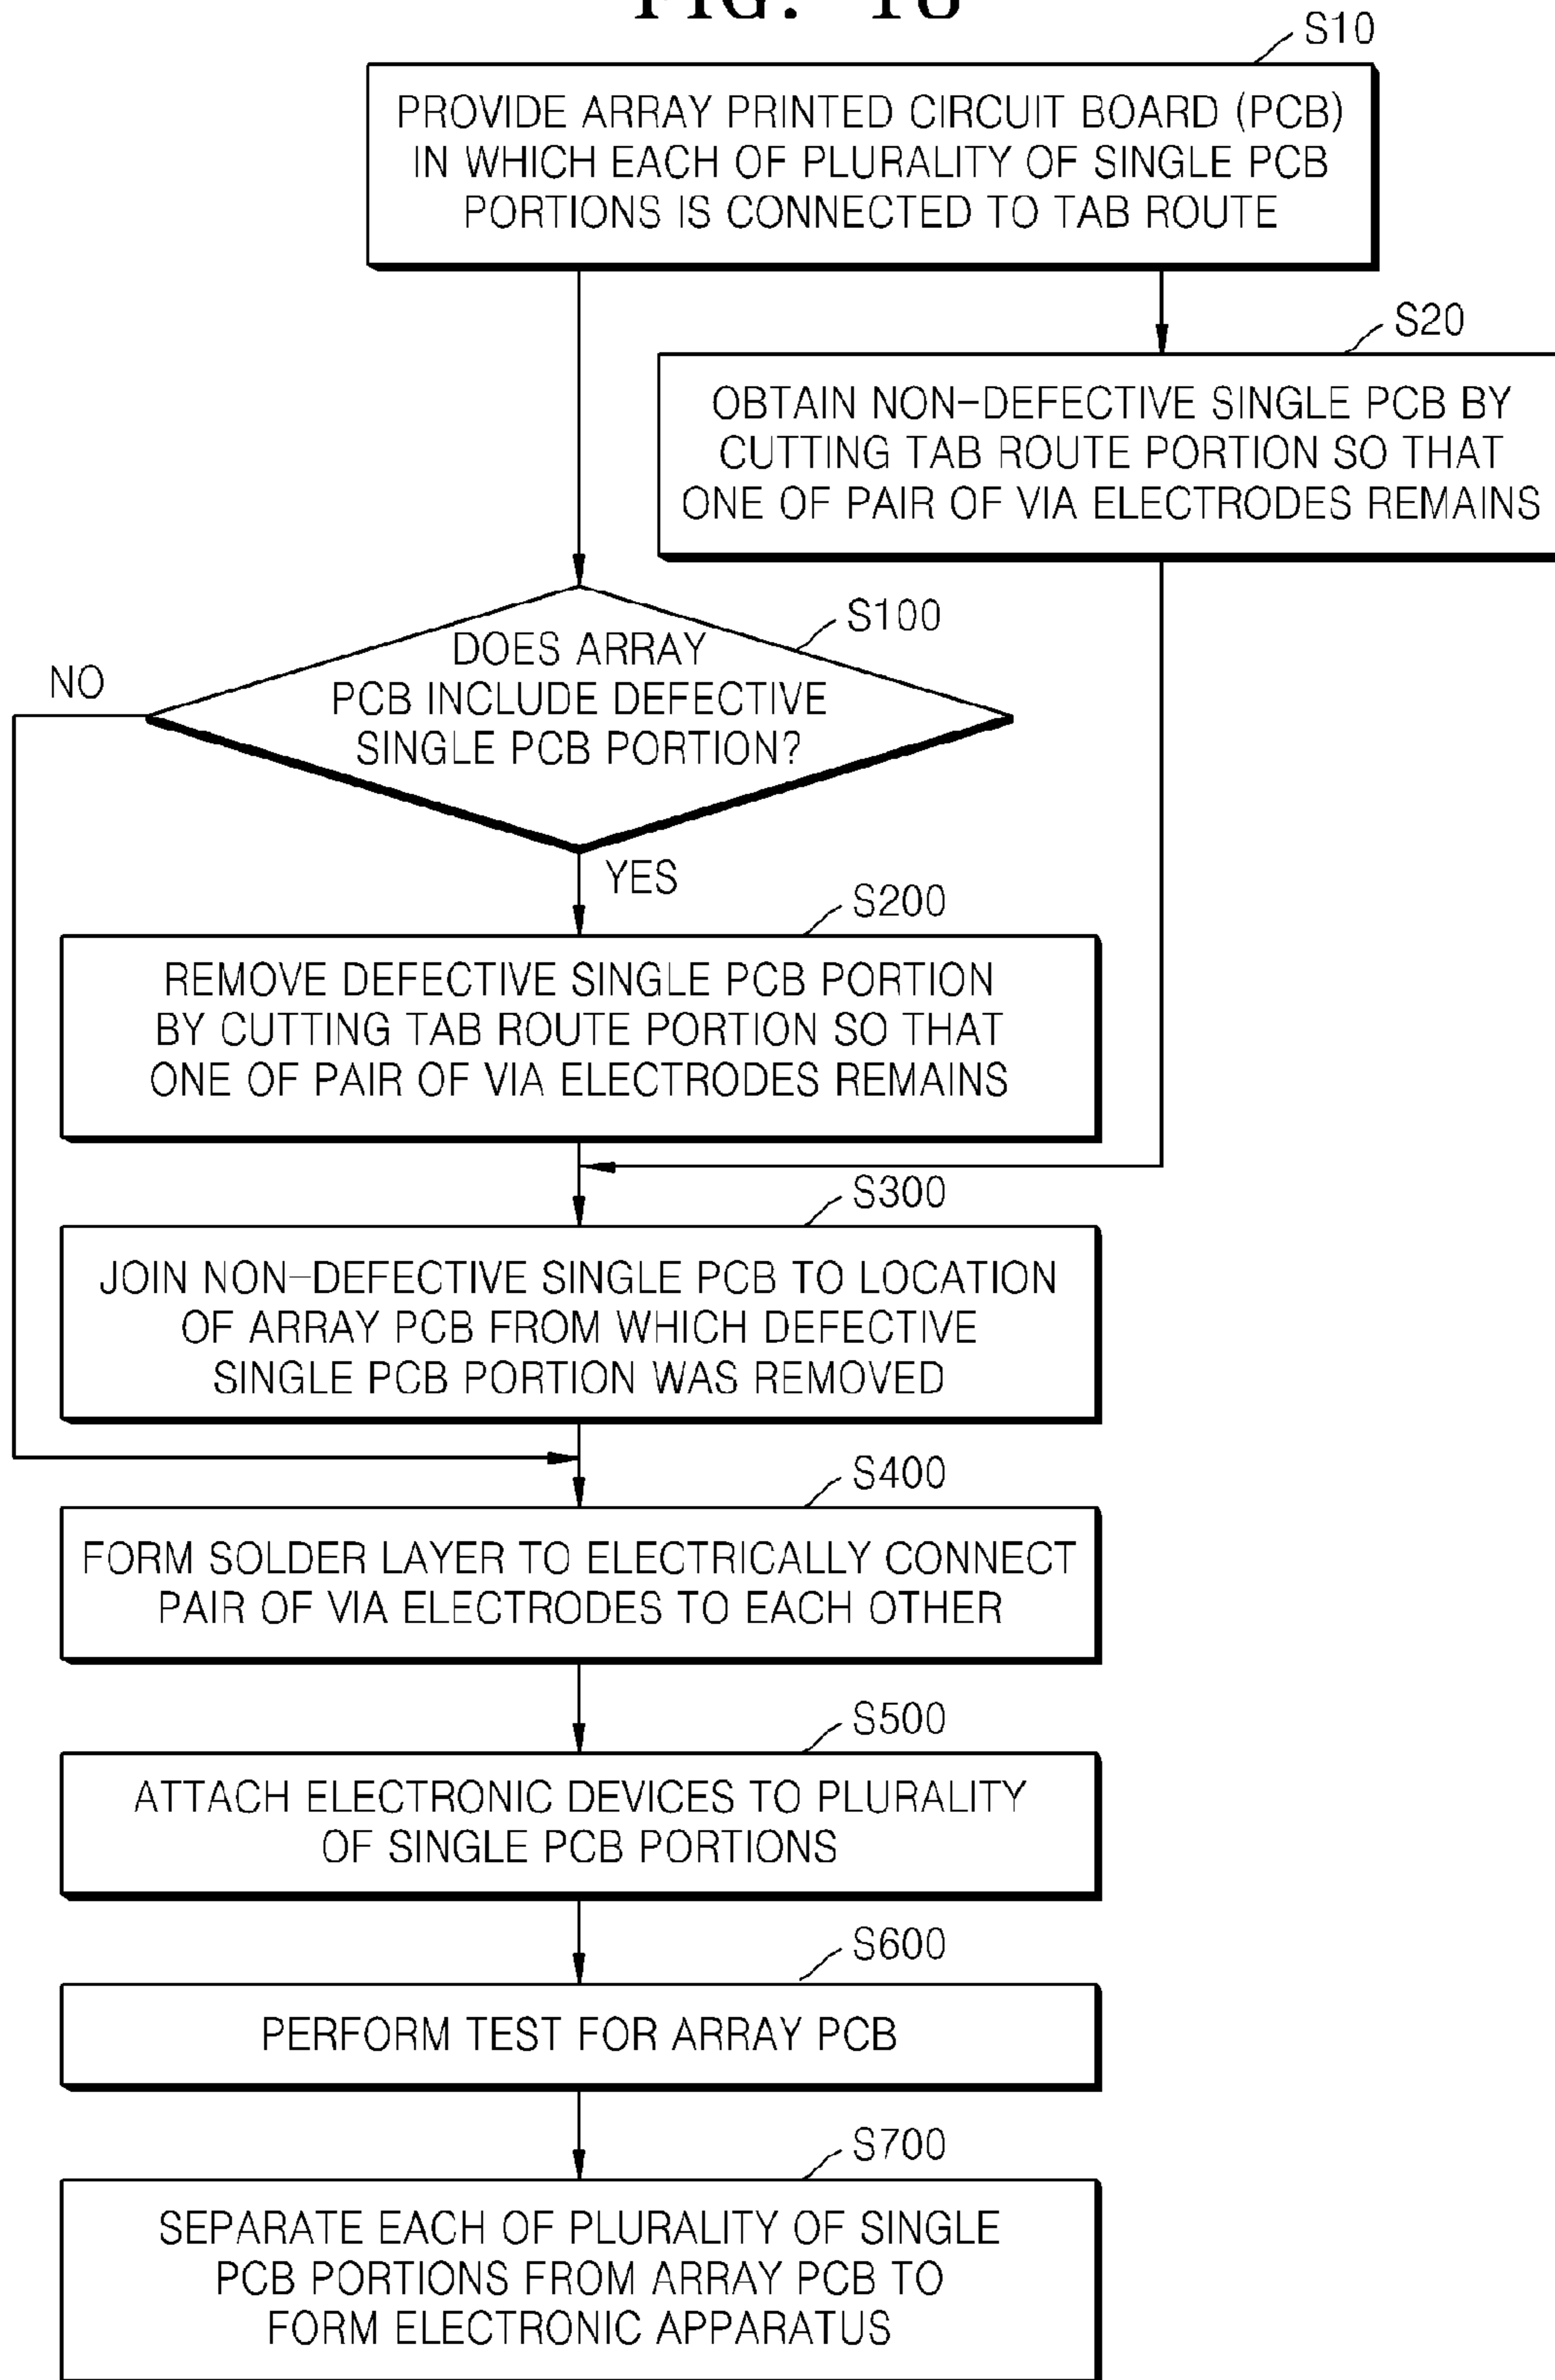 S10
PROVIDE ARRAY PRINTED CIRCUIT BOARD (PCB)
IN WHICH EACH OF PLURALITY OF SINGLE PCB
PORTIONS IS CONNECTED TO TAB ROUTE
S20
OBTAIN NON-DEFECTIVE SINGLE PCB BY
CUTTING TAB ROUTE PORTION SO THAT
ONE OF PAIR OF VIA ELECTRODES REMAINS
S100
DOES ARRAY
PCB INCLUDE DEFECTIVE
SINGLE PCB PORTION?
NO
YES
S200
REMOVE DEFECTIVE SINGLE PCB PORTION
BY CUTTING TAB ROUTE PORTION SO THAT
ONE OF PAIR OF VIA ELECTRODES REMAINS
S300
JOIN NON-DEFECTIVE SINGLE PCB TO LOCATION
OF ARRAY PCB FROM WHICH DEFECTIVE
SINGLE PCB PORTION WAS REMOVED
S400
FORM SOLDER LAYER TO ELECTRICALLY CONNECT
PAIR OF VIA ELECTRODES TO EACH OTHER
S500
ATTACH ELECTRONIC DEVICES TO PLURALITY
OF SINGLE PCB PORTIONS
S600
PERFORM TEST FOR ARRAY PCB
S700
SEPARATE EACH OF PLURALITY OF SINGLE
PCB PORTIONS FROM ARRAY PCB TO
FORM ELECTRONIC APPARATUS